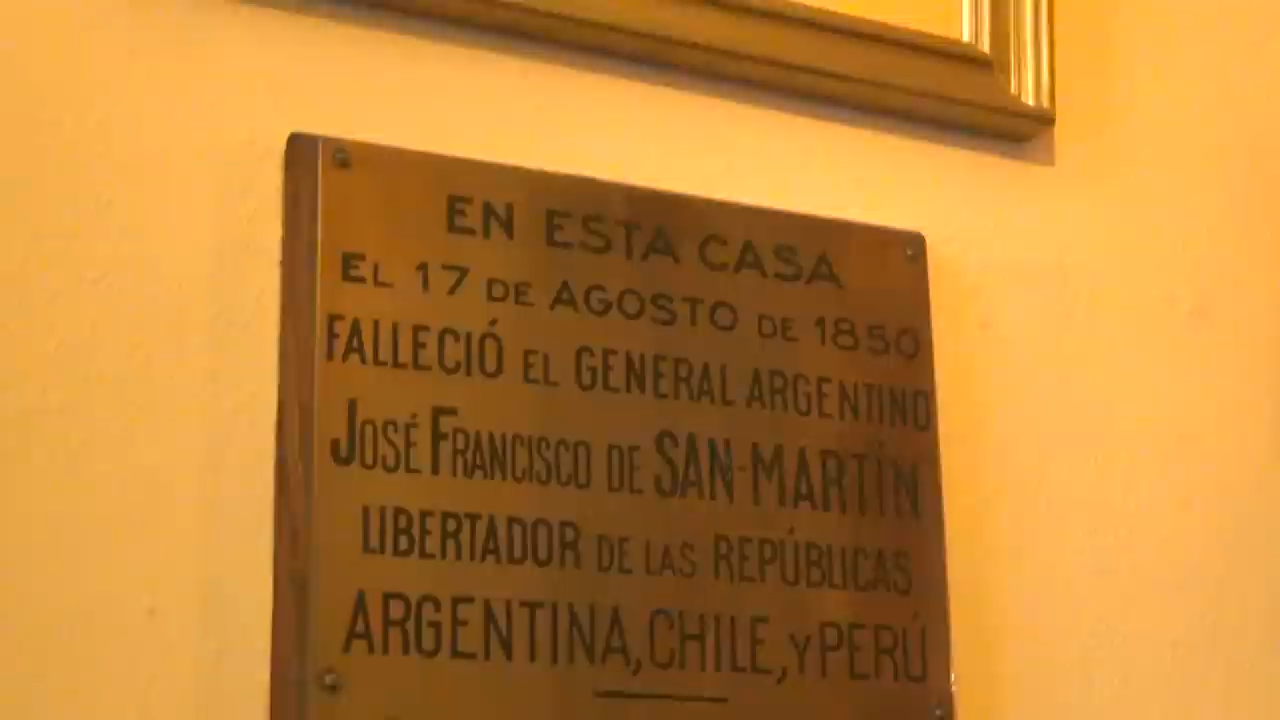 EN ESTA CASA
EL 17 DE AGOSTO DE 1850
FALLECIÓ EL GENERAL ARGENTINO
JOSÉ FRANCISCO DE SAN-MARTÍN
LIBERTADOR DE LAS REPÚBLICAS
ARGENTINA, CHILE, Y PERÚ